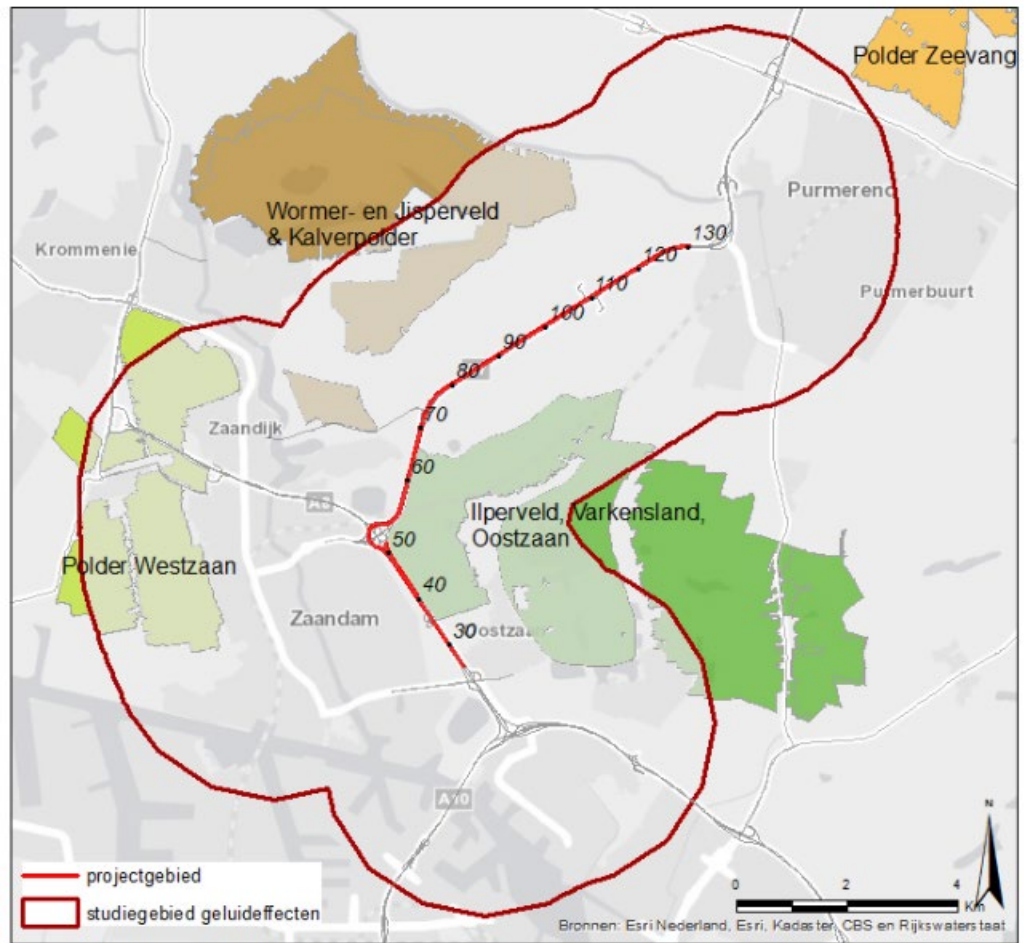 Polder Zeevang
Purmerend
Wormer- en Jisperveld
& Kalverpolder
Krommenie
130
120
110
100
90
80
70
60
50
40
30
Purmerbuurt
Zaandijk
A8
Ilperveld, Varkensland,
Oostzaan
Polder Westzaan
Zaandam
Oostzaan
A10
N
projectgebied
studiegebied geluideffecten
0 2 4
Km
Bronnen: Esri Nederland, Esri, Kadaster, CBS en Rijkswaterstaat